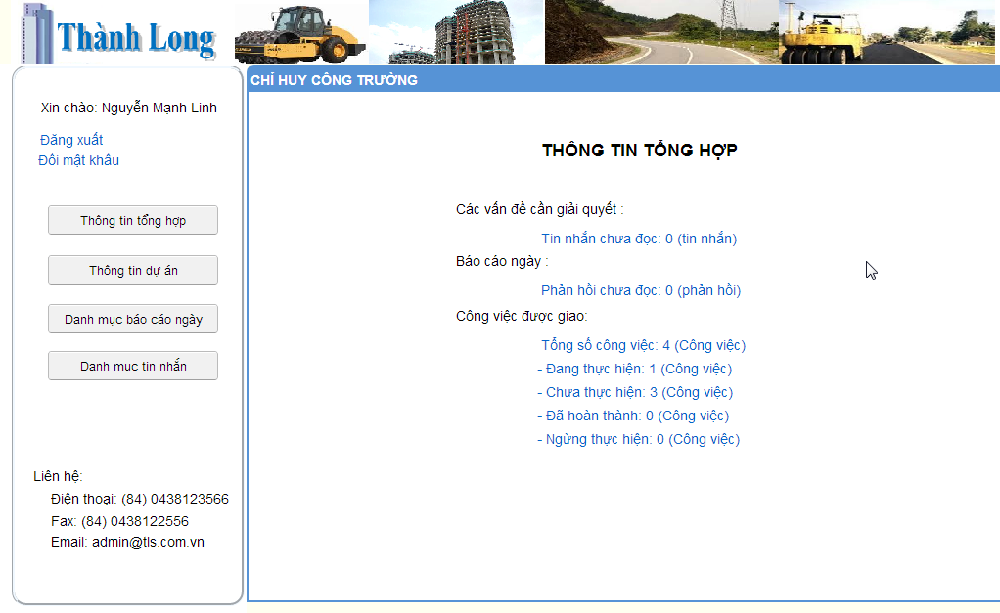 Thành Long
CHỈ HUY CÔNG TRƯỜNG
Xin chào: Nguyễn Mạnh Linh
Đăng xuất
Đổi mật khẩu
Thông tin tổng hợp
Thông tin dự án
Danh mục báo cáo ngày
Danh mục tin nhắn
Liên hệ:
Điện thoại: (84) 0438123566
Fax: (84) 0438122556
Email: admin@tls.com.vn
THÔNG TIN TỔNG HỢP
Các vấn đề cần giải quyết :
Tin nhắn chưa đọc: 0 (tin nhắn)
Báo cáo ngày :
Phản hồi chưa đọc: 0 (phản hồi)
Công việc được giao:
Tổng số công việc: 4 (Công việc)
- Đang thực hiện: 1 (Công việc)
- Chưa thực hiện: 3 (Công việc)
- Đã hoàn thành: 0 (Công việc)
- Ngừng thực hiện: 0 (Công việc)